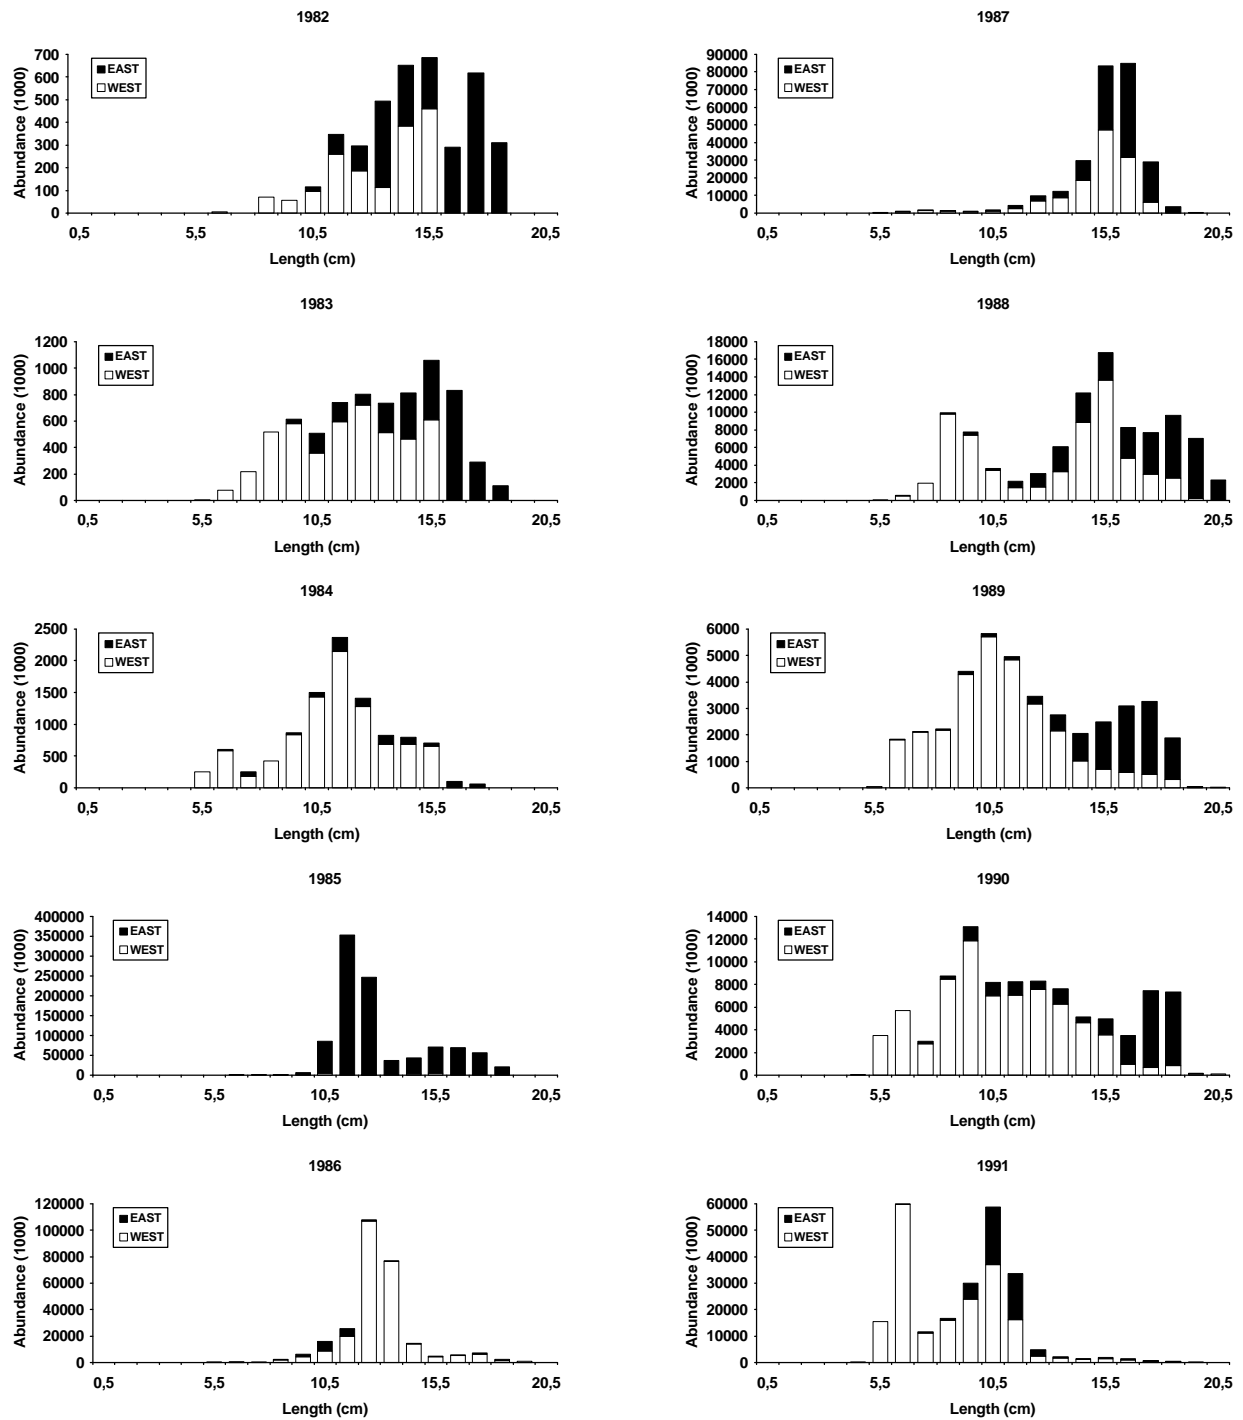 1982
Abundance (1000)
700
600
500
400
300
200
100
0
EAST
WEST
0,5 5,5 10,5 15,5 20,5
Length (cm)
1987
Abundance (1000)
90000
80000
70000
60000
50000
40000
30000
20000
10000
0
EAST
WEST
0,5 5,5 10,5 15,5 20,5
Length (cm)
1983
Abundance (1000)
1200
1000
800
600
400
200
0
EAST
WEST
0,5 5,5 10,5 15,5 20,5
Length (cm)
1988
Abundance (1000)
18000
16000
14000
12000
10000
8000
6000
4000
2000
0
EAST
WEST
0,5 5,5 10,5 15,5 20,5
Length (cm)
1984
Abundance (1000)
2500
2000
1500
1000
500
0
EAST
WEST
0,5 5,5 10,5 15,5 20,5
Length (cm)
1989
Abundance (1000)
6000
5000
4000
3000
2000
1000
0
EAST
WEST
0,5 5,5 10,5 15,5 20,5
Length (cm)
1985
Abundance (1000)
400000
350000
300000
250000
200000
150000
100000
50000
0
EAST
WEST
0,5 5,5 10,5 15,5 20,5
Length (cm)
1990
Abundance (1000)
14000
12000
10000
8000
6000
4000
2000
0
EAST
WEST
0,5 5,5 10,5 15,5 20,5
Length (cm)
1986
Abundance (1000)
120000
100000
80000
60000
40000
20000
0
EAST
WEST
0,5 5,5 10,5 15,5 20,5
Length (cm)
1991
Abundance (1000)
60000
50000
40000
30000
20000
10000
0
EAST
WEST
0,5 5,5 10,5 15,5 20,5
Length (cm)